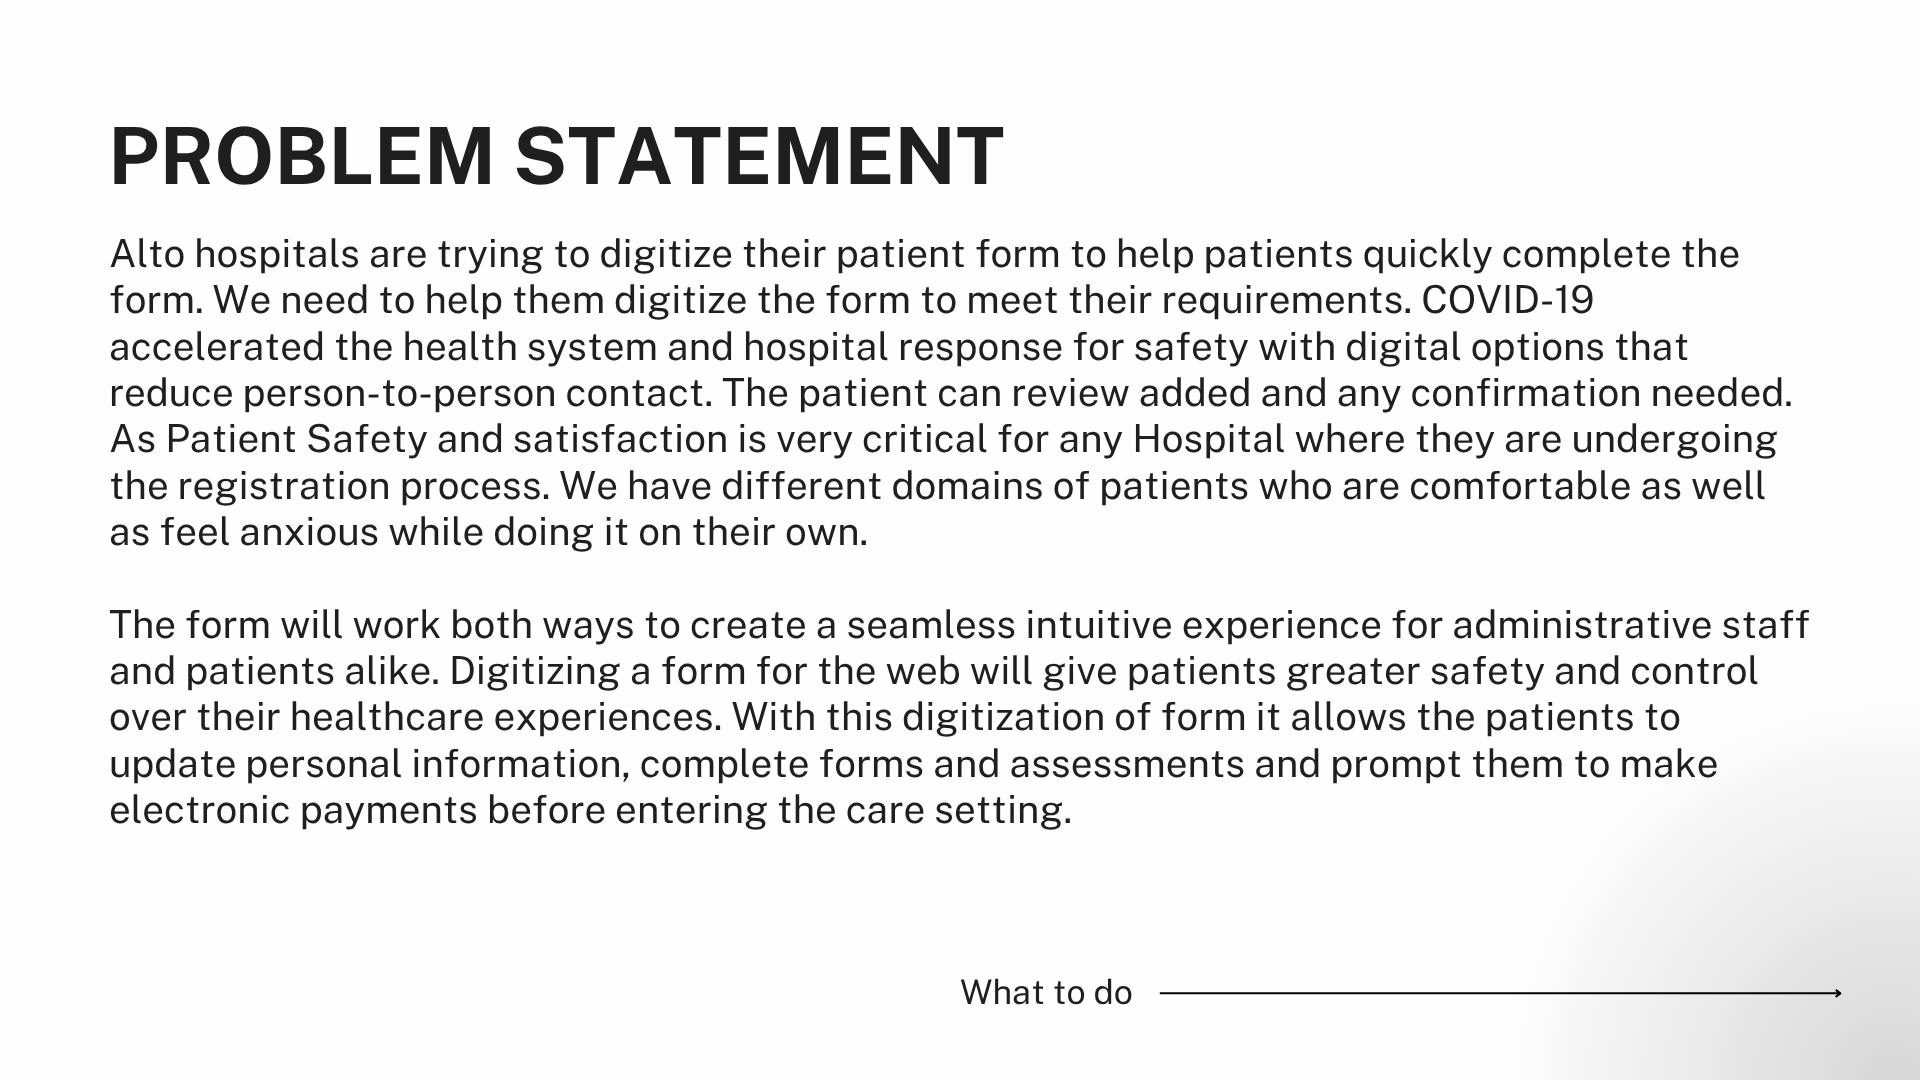 PROBLEM STATEMENT
Alto hospitals are trying to digitize their patient form to help patients quickly complete the
form. We need to help them digitize the form to meet their requirements. COVID-19
accelerated the health system and hospital response for safety with digital options that
reduce person-to-person contact. The patient can review added and any confirmation needed.
As Patient Safety and satisfaction is very critical for any Hospital where they are undergoing
the registration process. We have different domains of patients who are comfortable as well
as feel anxious while doing it on their own.
The form will work both ways to create a seamless intuitive experience for administrative staff
and patients alike. Digitizing a form for the web will give patients greater safety and control
over their healthcare experiences. With this digitization of form it allows the patients to
update personal information, complete forms and assessments and prompt them to make
electronic payments before entering the care setting.
What to do